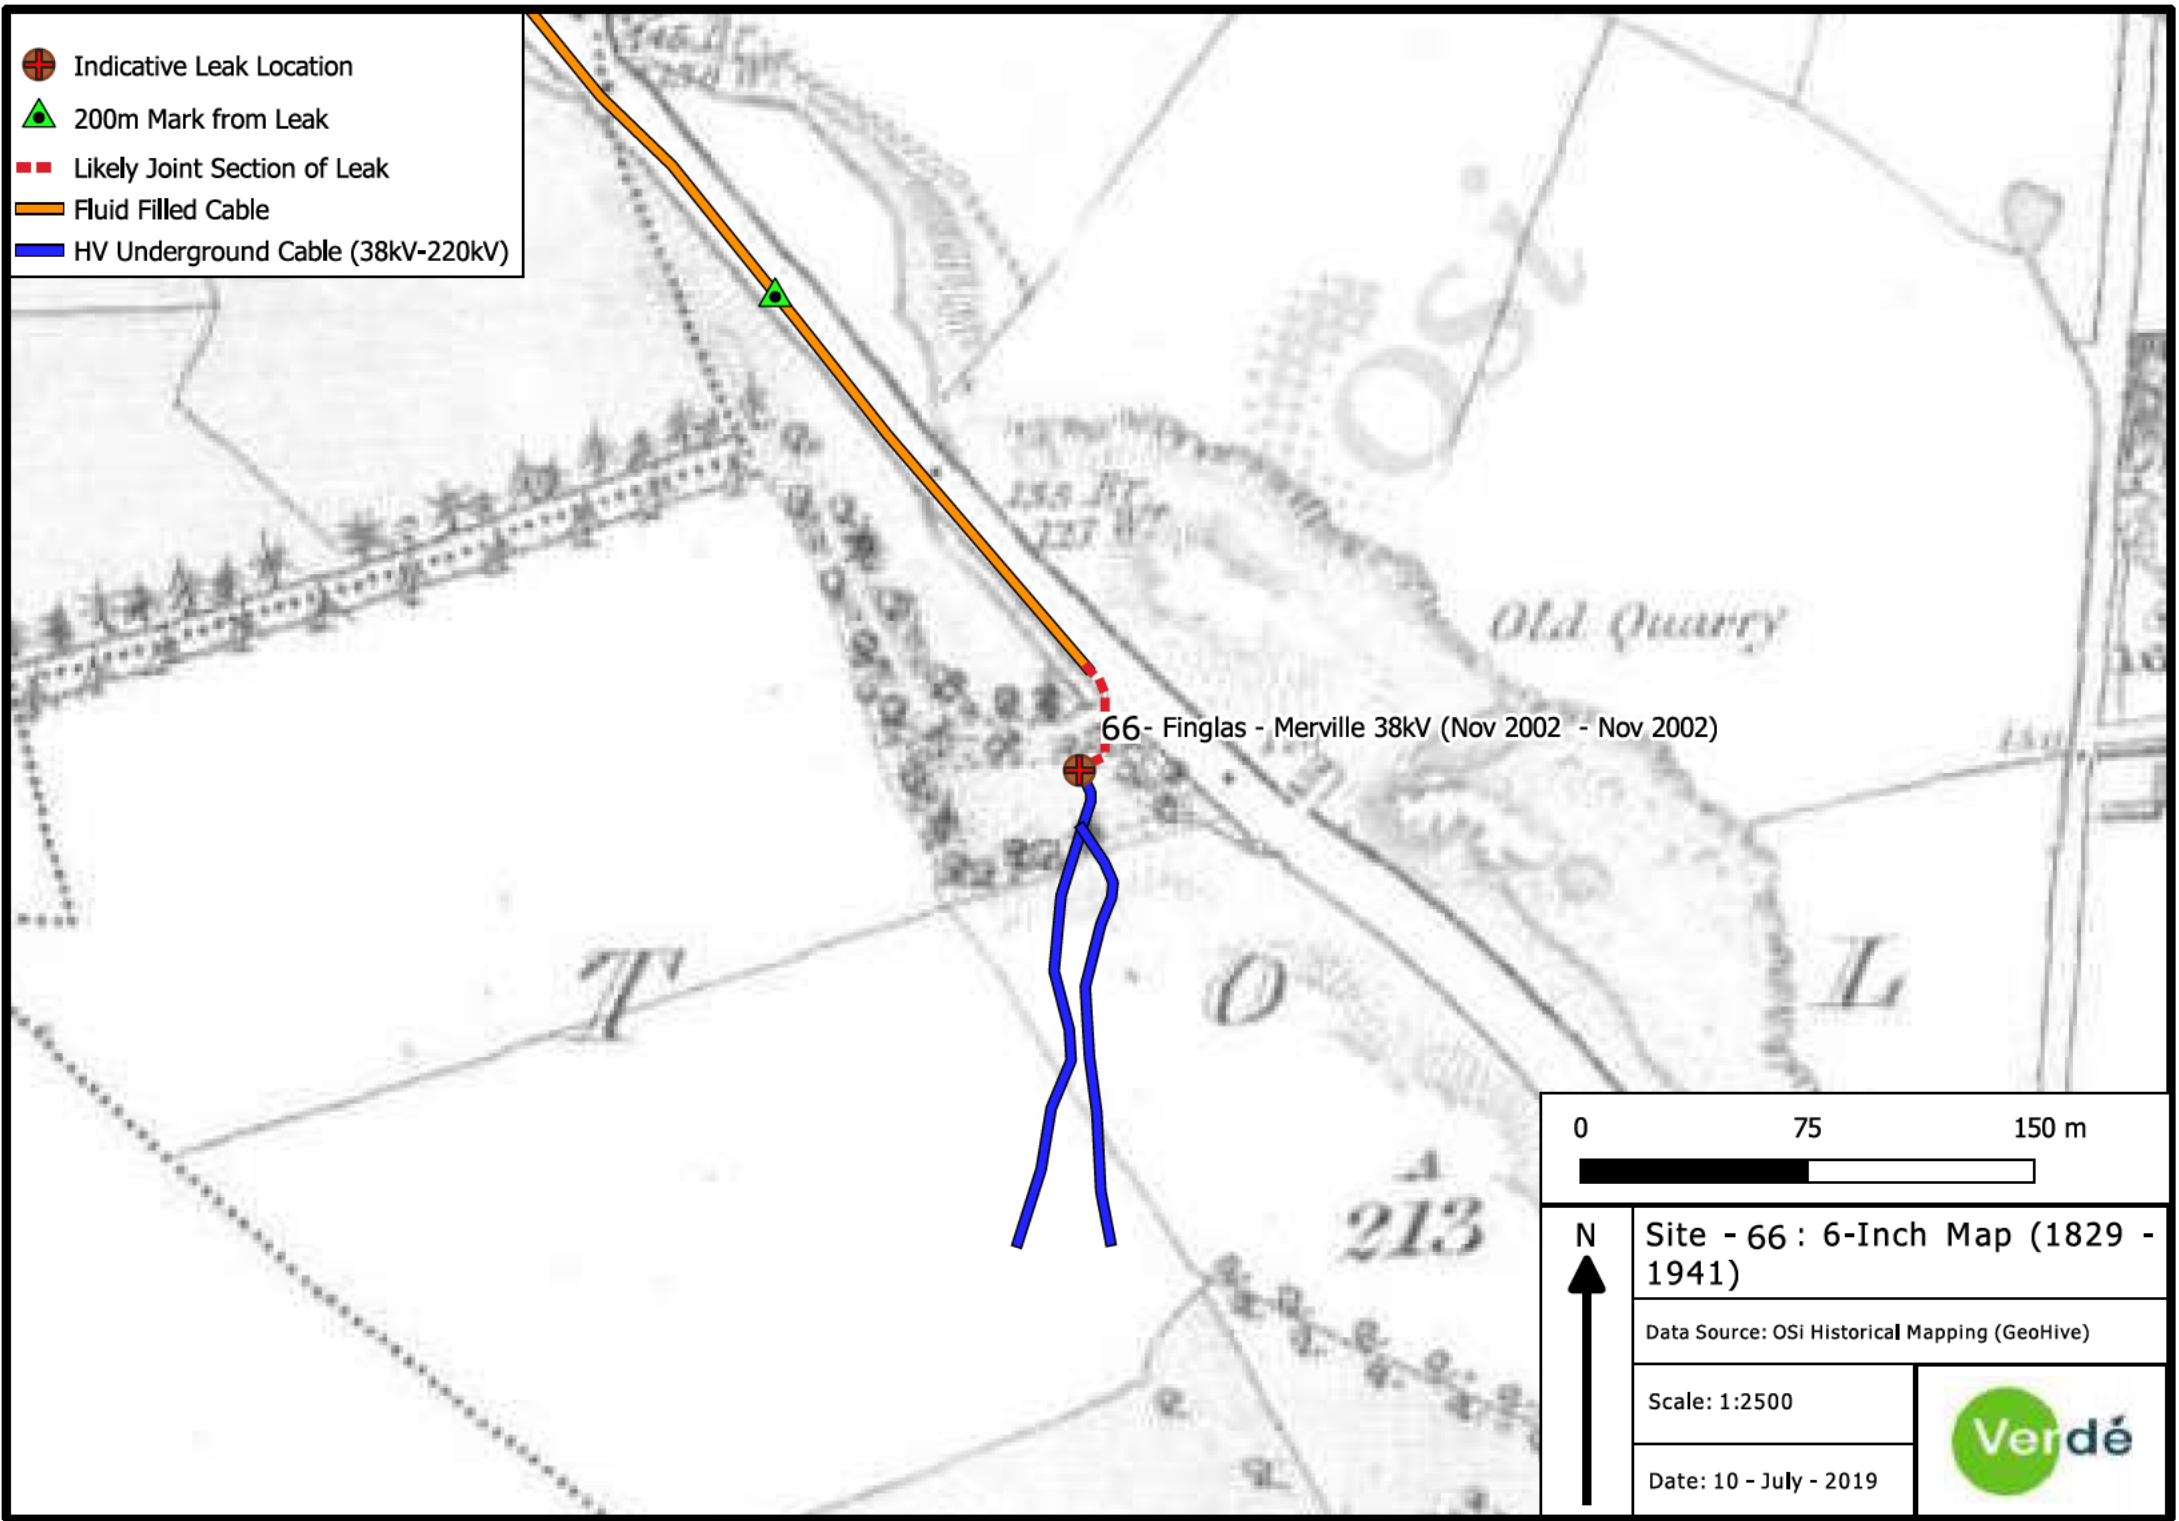 Indicative Leak Location
200m Mark from Leak
Likely Joint Section of Leak
Fluid Filled Cable
HV Underground Cable (38kV-220kV)
OSi
Old Quarry
66- Finglas - Merville 38kV (Nov 2002 - Nov 2002)
T O L
A
213
0 75 150 m
N
Site - 66 : 6-Inch Map (1829 -
1941)
Data Source: OSi Historical Mapping (GeoHive)
Scale: 1:2500
Date: 10 - July - 2019
Verdé